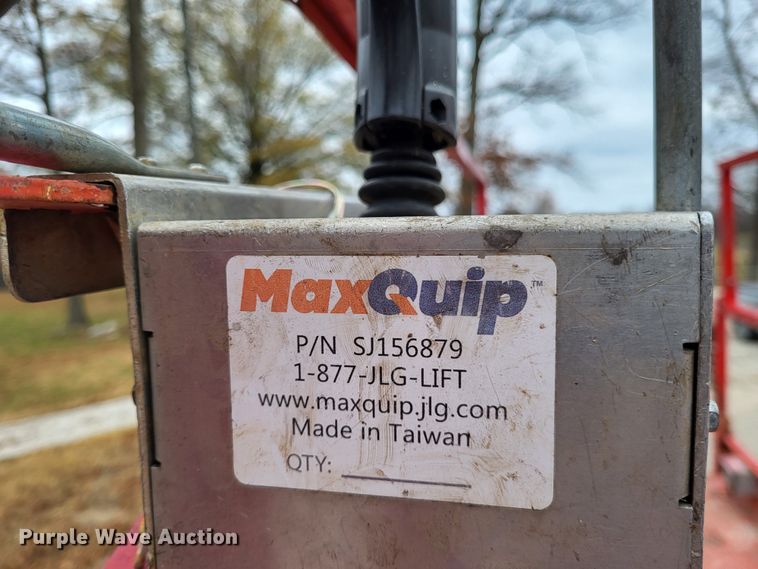 MaxQuip™
P/N SJ156879
1-877-JLG-LIFT
www.maxquip.jlg.com
Made in Taiwan
QTY:
Purple Wave Auction